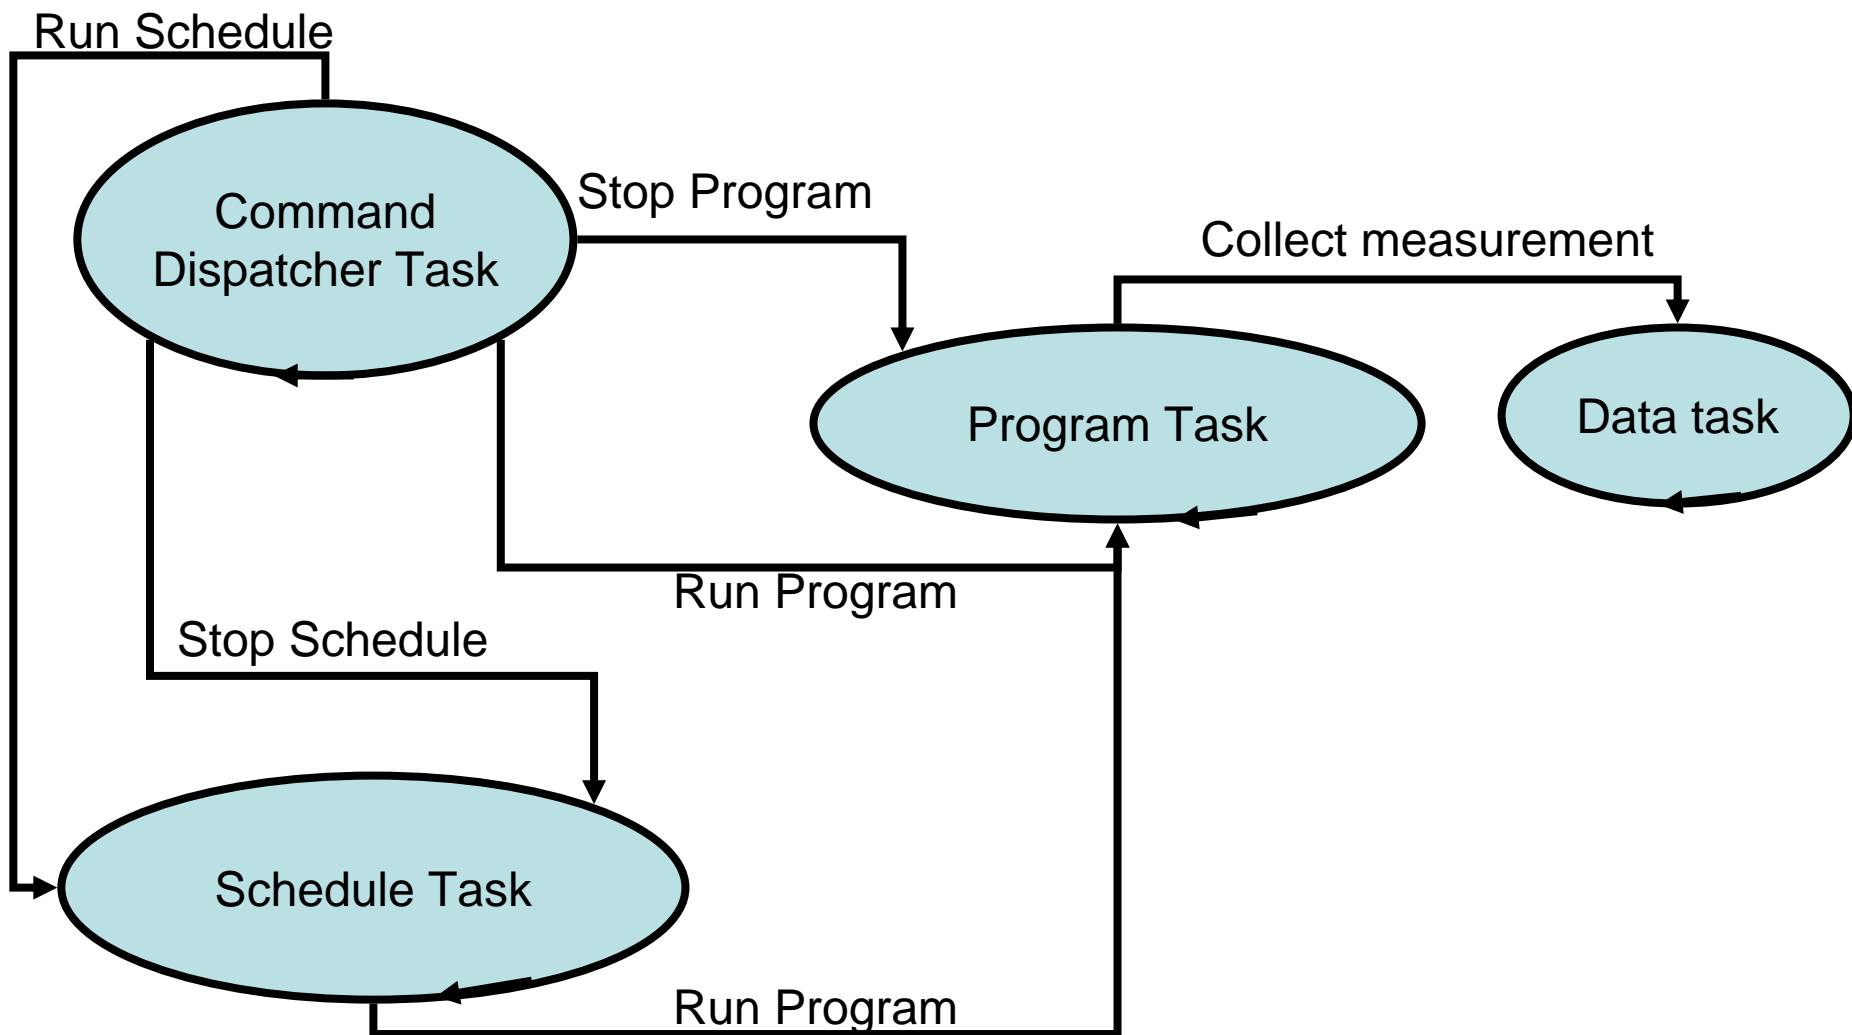 Run Schedule
Command
Dispatcher Task
Stop Program
Collect measurement
Program Task
Data task
Run Program
Stop Schedule
Schedule Task
Run Program